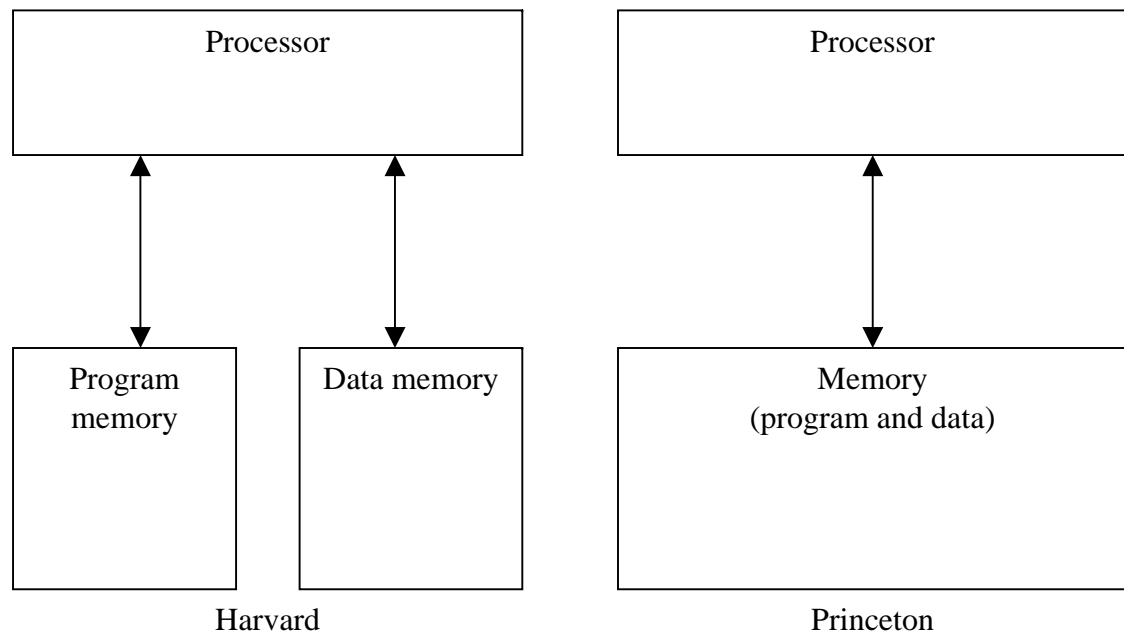 Processor
Processor
Program
memory
Data memory
Memory
(program and data)
Harvard
Princeton